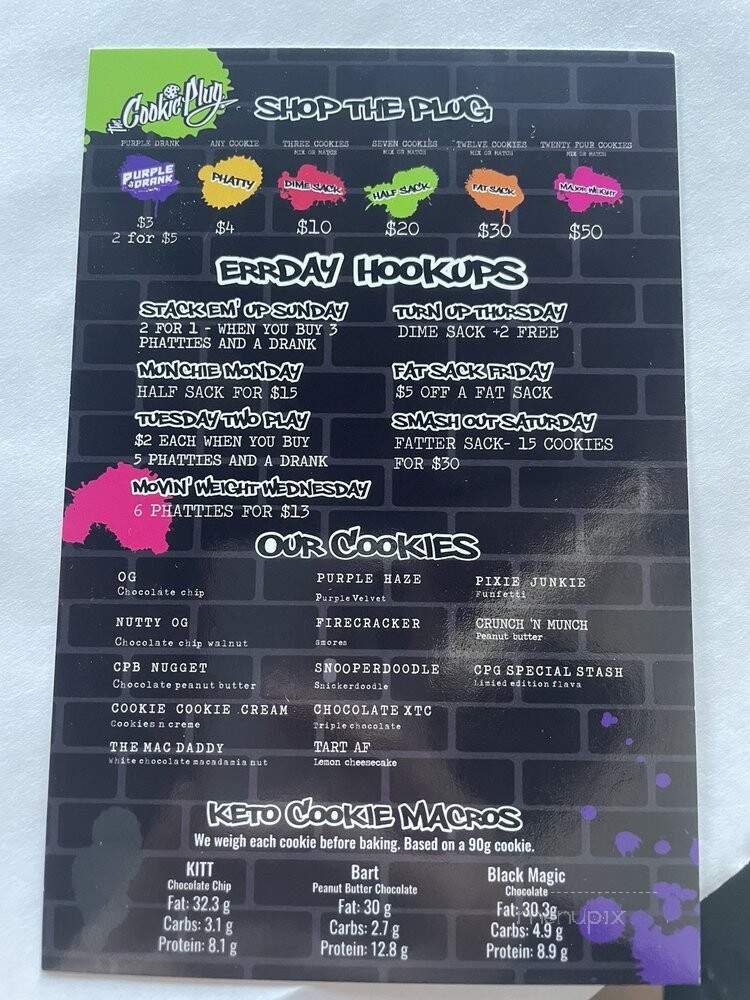 The Cookie Plug
SHOP THE PLUG
PURPLE DRANK
PURPLE DRANK
$3
2 for $5
ANY COOKIE
PHATTY
$4
THREE COOKIES
MIX OR MATCH
DIME SACK
$10
SEVEN COOKIES
MIX OR MATCH
HALF SACK
$20
TWELVE COOKIES
MIX OR MATCH
FAT SACK
$30
TWENTY FOUR COOKIES
MIX OR MATCH
MAJOR WEIGHT
$50
ERRDAY HOOKUPS
STACK EM' UP SUNDAY
2 FOR 1 - WHEN YOU BUY 3
PHATTIES AND A DRANK
MUNCHIE MONDAY
HALF SACK FOR $15
TUESDAY TWO PLAY
$2 EACH WHEN YOU BUY
5 PHATTIES AND A DRANK
MOVIN' WEIGHT WEDNESDAY
6 PHATTIES FOR $13
TURN UP THURSDAY
DIME SACK +2 FREE
FAT SACK FRIDAY
$5 OFF A FAT SACK
SMASH OUT SATURDAY
FATTER SACK- 15 COOKIES
FOR $30
OUR COOKIES
OG
Chocolate chip
NUTTY OG
Chocolate chip walnut
CPB NUGGET
Chocolate peanut butter
COOKIE COOKIE CREAM
Cookies n creme
THE MAC DADDY
White chocolate macadamia nut
PURPLE HAZE
Purple Velvet
FIRECRACKER
smores
SNOOPERDOODLE
Snickerdoodle
CHOCOLATE XTC
Triple chocolate
TART AF
Lemon cheesecake
PIXIE JUNKIE
Funfetti
CRUNCH 'N MUNCH
Peanut butter
CPG SPECIAL STASH
Limied edition flava
KETO COOKIE MACROS
We weigh each cookie before baking. Based on a 90g cookie.
KITT
Chocolate Chip
Fat: 32.3 g
Carbs: 3.1 g
Protein: 8.1 g
Bart
Peanut Butter Chocolate
Fat: 30 g
Carbs: 2.7 g
Protein: 12.8 g
Black Magic
Chocolate
Fat: 30.3g
Carbs: 4.9 g
Protein: 8.9 g
menupix